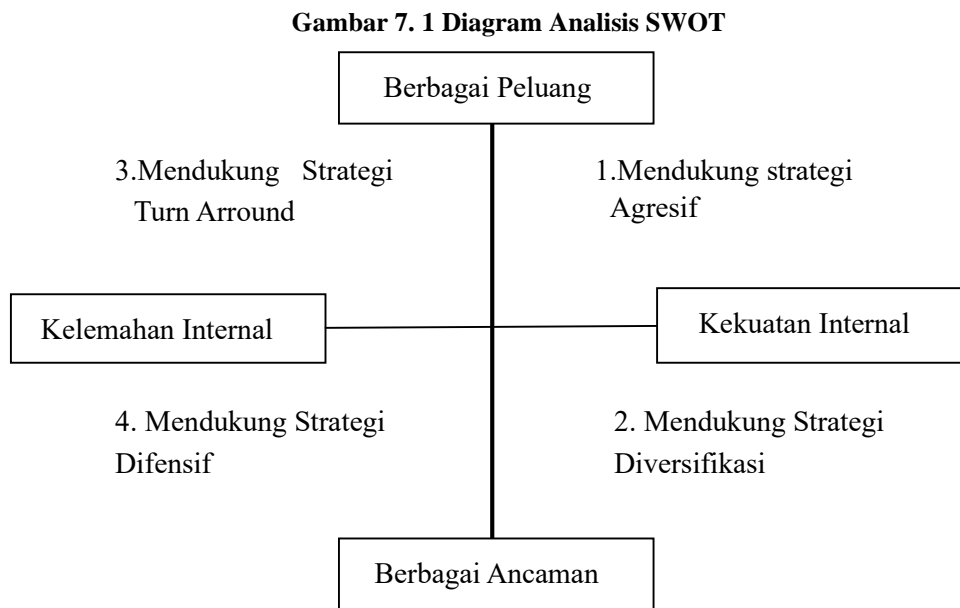 Gambar 7. 1 Diagram Analisis SWOT
Berbagai Peluang
3.Mendukung Strategi
Turn Arround
1.Mendukung strategi
Agresif
Kelemahan Internal
Kekuatan Internal
4. Mendukung Strategi
Difensif
2. Mendukung Strategi
Diversifikasi
Berbagai Ancaman